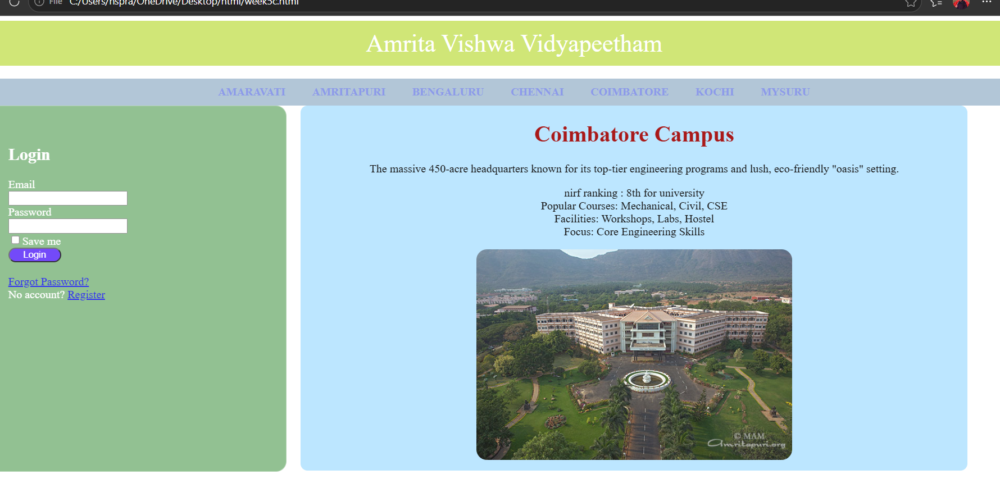 File C:/Users/nspra/OneDrive/Desktop/html/week5c.html
Amrita Vishwa Vidyapeetham
AMARAVATI AMRITAPURI BENGALURU CHENNAI COIMBATORE KOCHI MYSURU
Login
Email
Password
Save me
Login
Forgot Password?
No account? Register
Coimbatore Campus
The massive 450-acre headquarters known for its top-tier engineering programs and lush, eco-friendly "oasis" setting.
nirf ranking : 8th for university
Popular Courses: Mechanical, Civil, CSE
Facilities: Workshops, Labs, Hostel
Focus: Core Engineering Skills
© MAM
Amritapuri.org